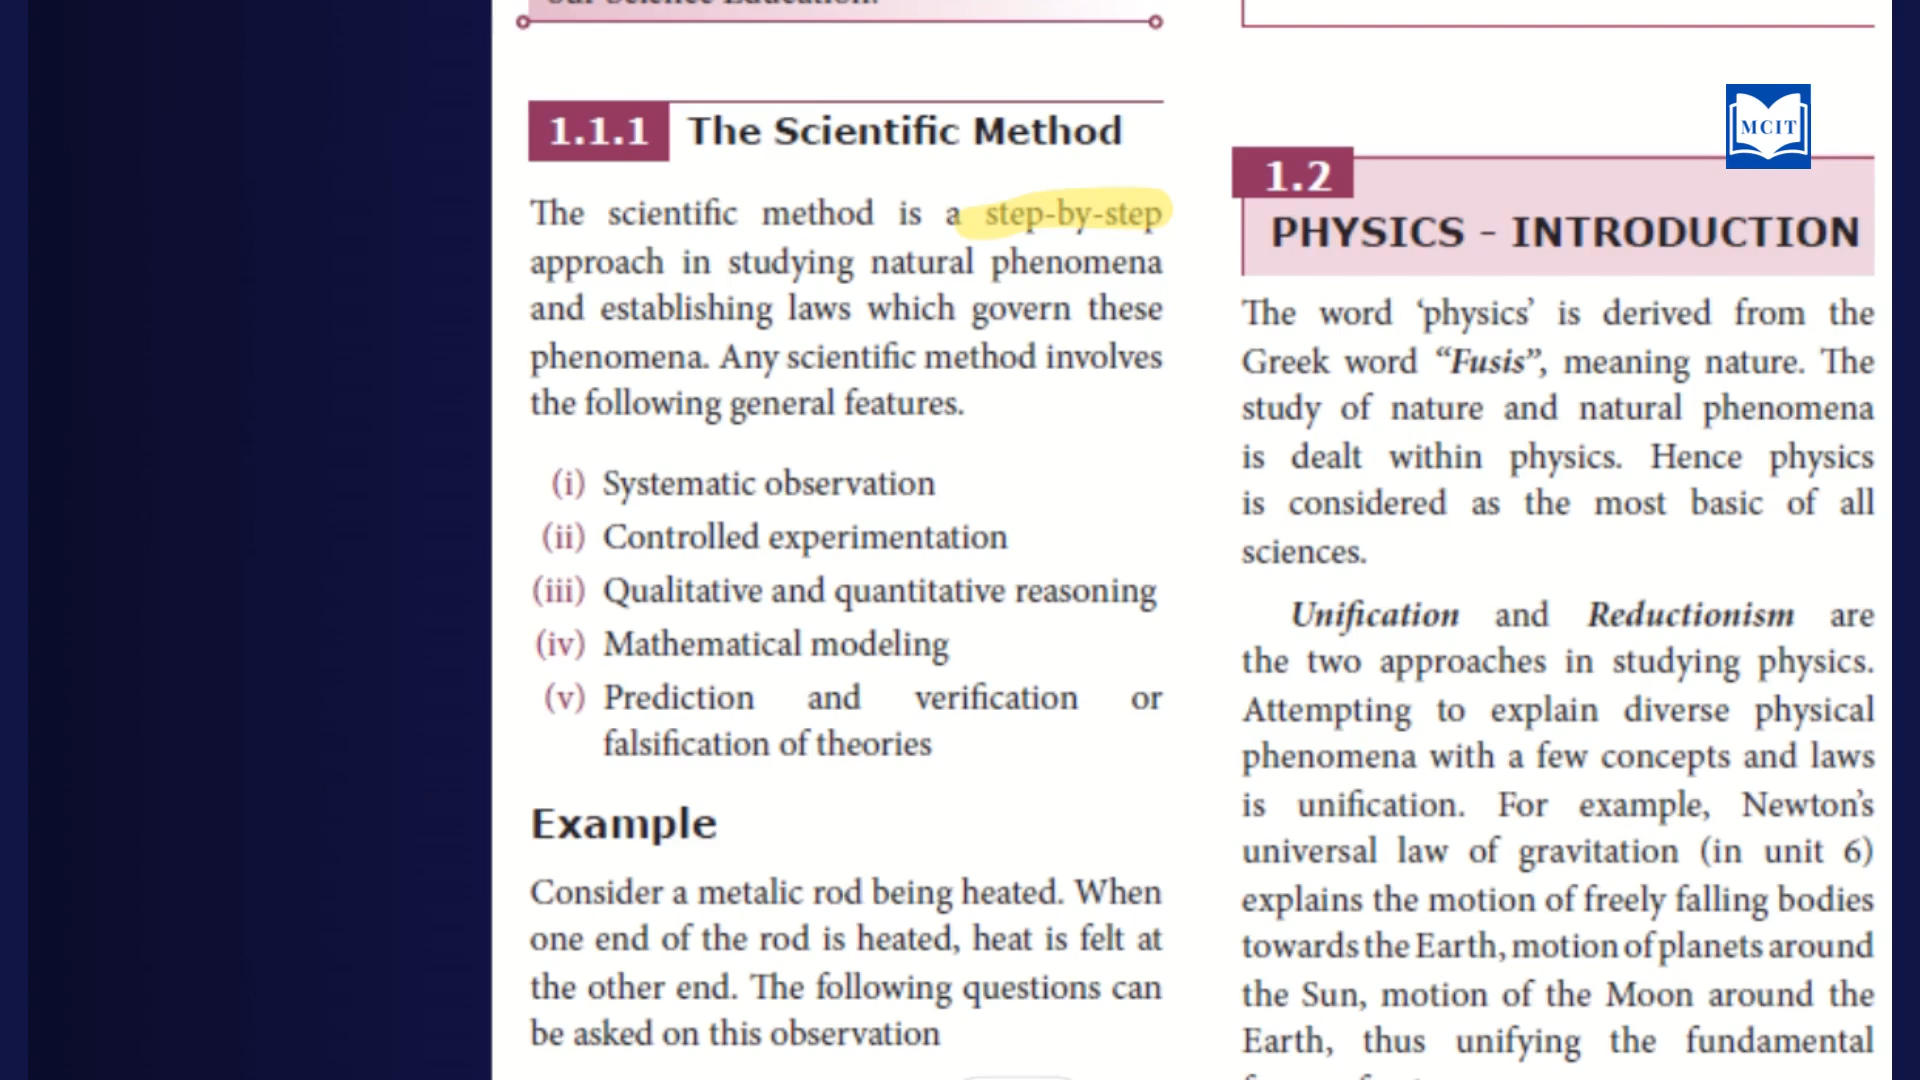 our Science Education.
1.1.1 The Scientific Method
The scientific method is a step-by-step
approach in studying natural phenomena
and establishing laws which govern these
phenomena. Any scientific method involves
the following general features.
(i) Systematic observation
(ii) Controlled experimentation
(iii) Qualitative and quantitative reasoning
(iv) Mathematical modeling
(v) Prediction and verification or
falsification of theories
Example
Consider a metalic rod being heated. When
one end of the rod is heated, heat is felt at
the other end. The following questions can
be asked on this observation
MCIT
1.2
PHYSICS - INTRODUCTION
The word ‘physics’ is derived from the
Greek word “Fusis”, meaning nature. The
study of nature and natural phenomena
is dealt within physics. Hence physics
is considered as the most basic of all
sciences.
Unification and Reductionism are
the two approaches in studying physics.
Attempting to explain diverse physical
phenomena with a few concepts and laws
is unification. For example, Newton’s
universal law of gravitation (in unit 6)
explains the motion of freely falling bodies
towards the Earth, motion of planets around
the Sun, motion of the Moon around the
Earth, thus unifying the fundamental